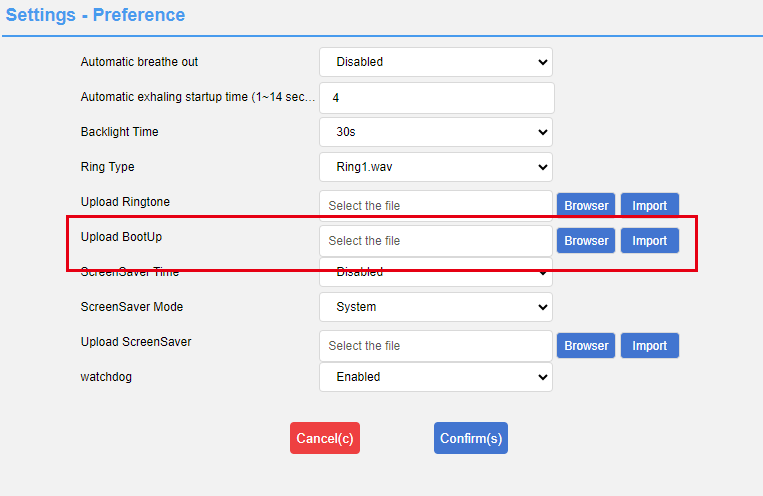 Settings - Preference
Automatic breathe out Disabled
Automatic exhaling startup time (1~14 sec... 4
Backlight Time 30s
Ring Type Ring1.wav
Upload Ringtone Select the file Browser Import
Upload BootUp Select the file Browser Import
ScreenSaver Time Disabled
ScreenSaver Mode System
Upload ScreenSaver Select the file Browser Import
watchdog Enabled
Cancel(c) Confirm(s)